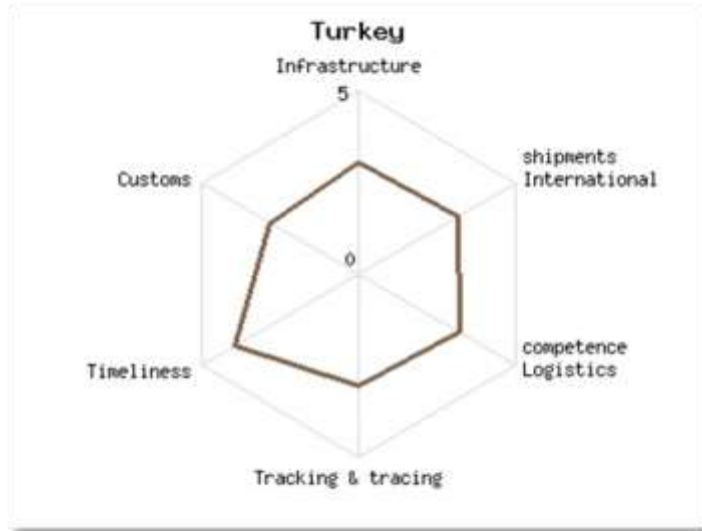 Turkey
Infrastructure
5
shipments
International
Customs
0
competence
Logistics
Timeliness
Tracking & tracing